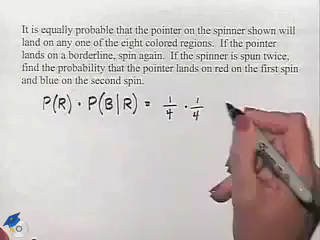 It is equally probable that the pointer on the spinner shown will
land on any one of the eight colored regions. If the pointer
lands on a borderline, spin again. If the spinner is spun twice,
find the probability that the pointer lands on red on the first spin
and blue on the second spin.
P(R) · P(B|R) = 1/4 · 1/4